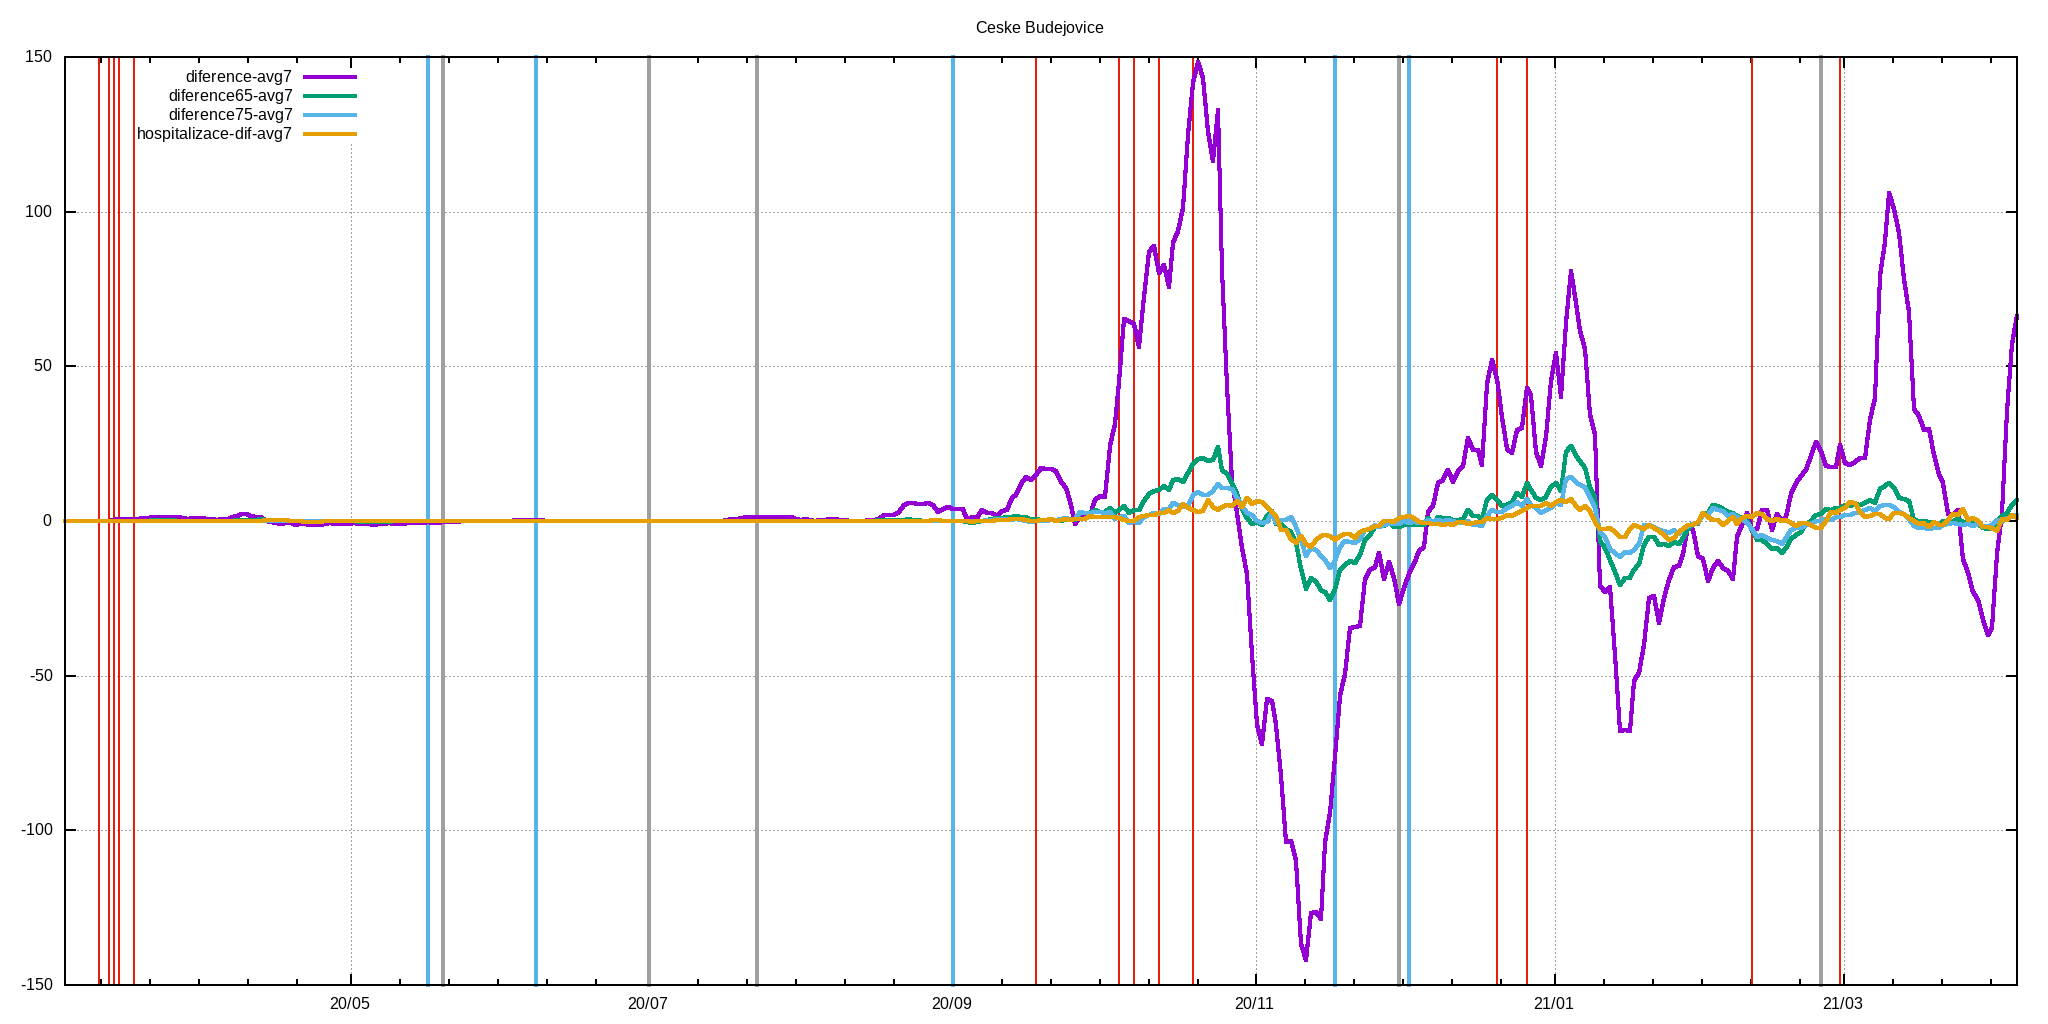 Ceske Budejovice
150
100
50
0
-50
-100
-150
diference-avg7
diference65-avg7
diference75-avg7
hospitalizace-dif-avg7
20/05
20/07
20/09
20/11
21/01
21/03